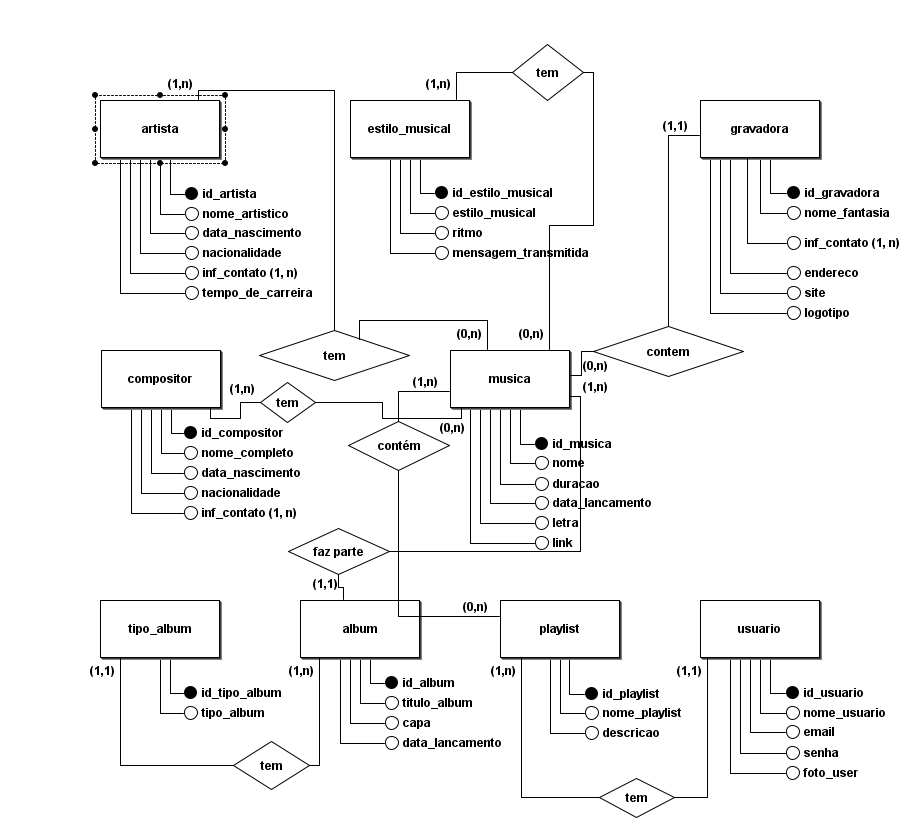 tem
(1,n)
(1,n)
artista
estilo_musical
gravadora
(1,1)
id_artista
nome_artistico
data_nascimento
nacionalidade
inf_contato (1, n)
tempo_de_carreira
id_estilo_musical
estilo_musical
ritmo
mensagem_transmitida
id_gravadora
nome_fantasia
inf_contato (1, n)
endereco
site
logotipo
(0,n)
(0,n)
tem
contem
(0,n)
compositor
(1,n)
tem
(1,n)
musica
(1,n)
(0,n)
contém
id_compositor
nome_completo
data_nascimento
nacionalidade
inf_contato (1, n)
id_musica
nome
duracao
data_lancamento
letra
link
faz parte
(1,1)
(0,n)
tipo_album
album
playlist
usuario
(1,1)
(1,n)
(1,n)
(1,1)
id_tipo_album
tipo_album
id_album
titulo_album
capa
data_lancamento
id_playlist
nome_playlist
descricao
id_usuario
nome_usuario
email
senha
foto_user
tem
tem